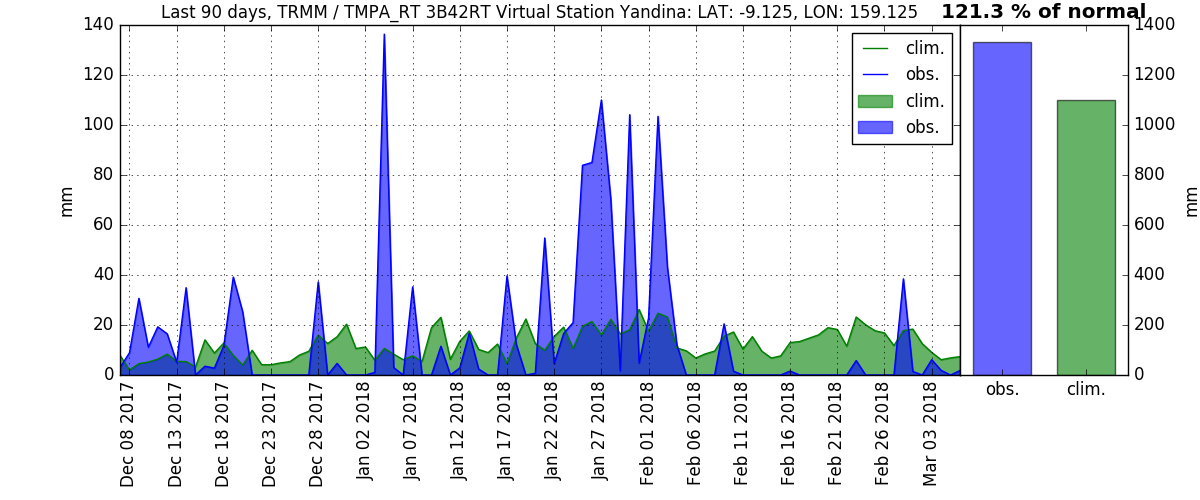 Last 90 days, TRMM / TMPA_RT 3B42RT Virtual Station Yandina: LAT: -9.125, LON: 159.125
121.3 % of normal
140
120
100
80
60
40
20
0
mm
clim.
obs.
clim.
obs.
1400
1200
1000
800
600
400
200
0
mm
Dec 08 2017
Dec 13 2017
Dec 18 2017
Dec 23 2017
Dec 28 2017
Jan 02 2018
Jan 07 2018
Jan 12 2018
Jan 17 2018
Jan 22 2018
Jan 27 2018
Feb 01 2018
Feb 06 2018
Feb 11 2018
Feb 16 2018
Feb 21 2018
Feb 26 2018
Mar 03 2018
obs.
clim.